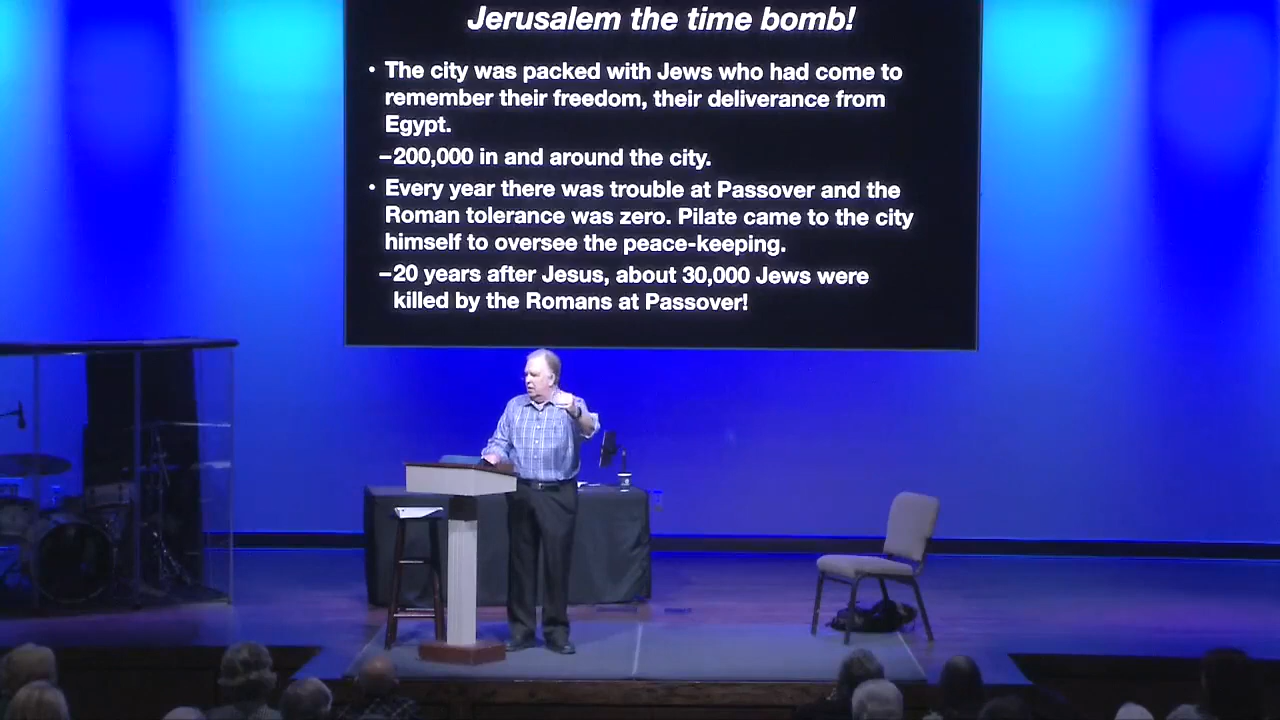 Jerusalem the time bomb!
• The city was packed with Jews who had come to
remember their freedom, their deliverance from
Egypt.
–200,000 in and around the city.
• Every year there was trouble at Passover and the
Roman tolerance was zero. Pilate came to the city
himself to oversee the peace-keeping.
–20 years after Jesus, about 30,000 Jews were
killed by the Romans at Passover!